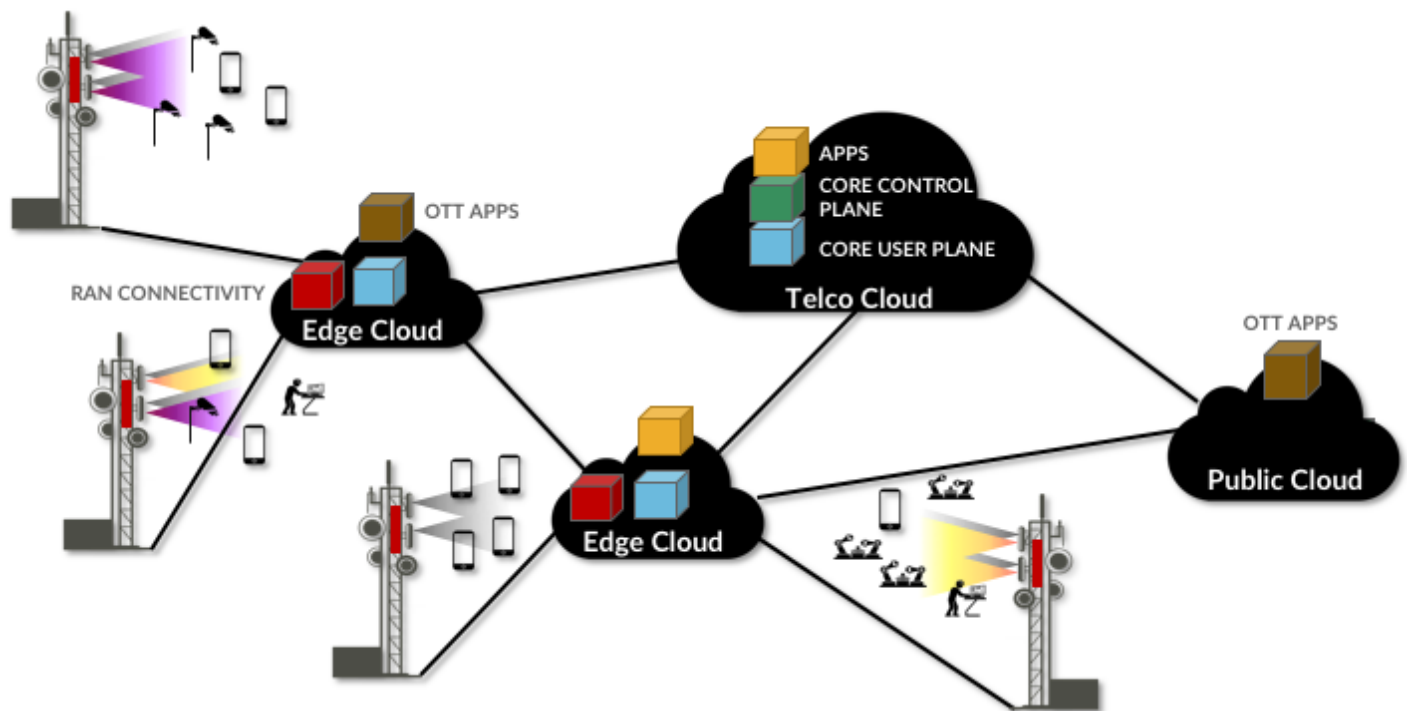 APPS
CORE CONTROL
PLANE
CORE USER PLANE
Telco Cloud
OTT APPS
RAN CONNECTIVITY
Edge Cloud
OTT APPS
Public Cloud
Edge Cloud